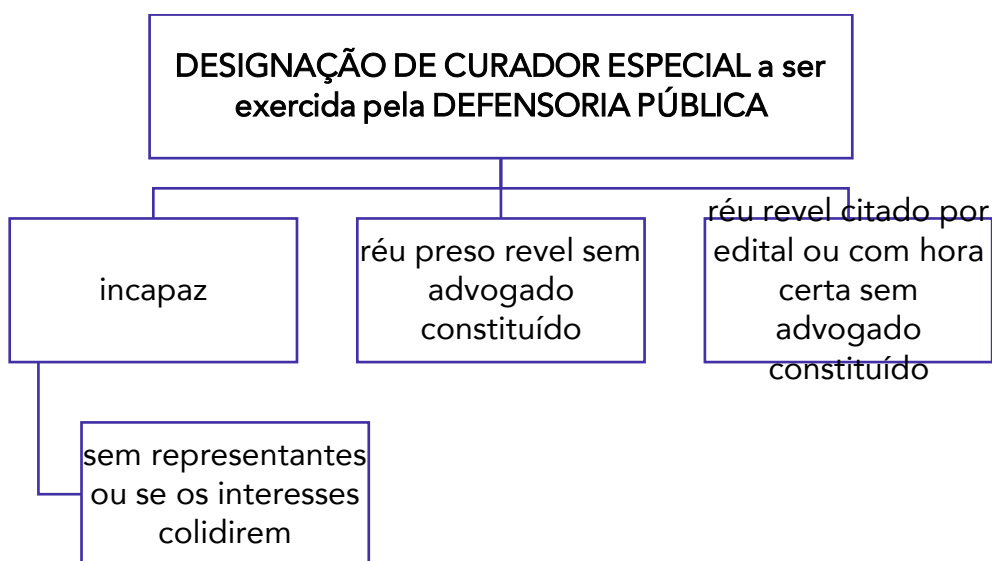 DESIGNAÇÃO DE CURADOR ESPECIAL a ser
exercida pela DEFENSORIA PÚBLICA
incapaz
réu preso revel sem
advogado
constituído
réu revel citado por
edital ou com hora
certa sem
advogado
constituído
sem representantes
ou se os interesses
colidirem